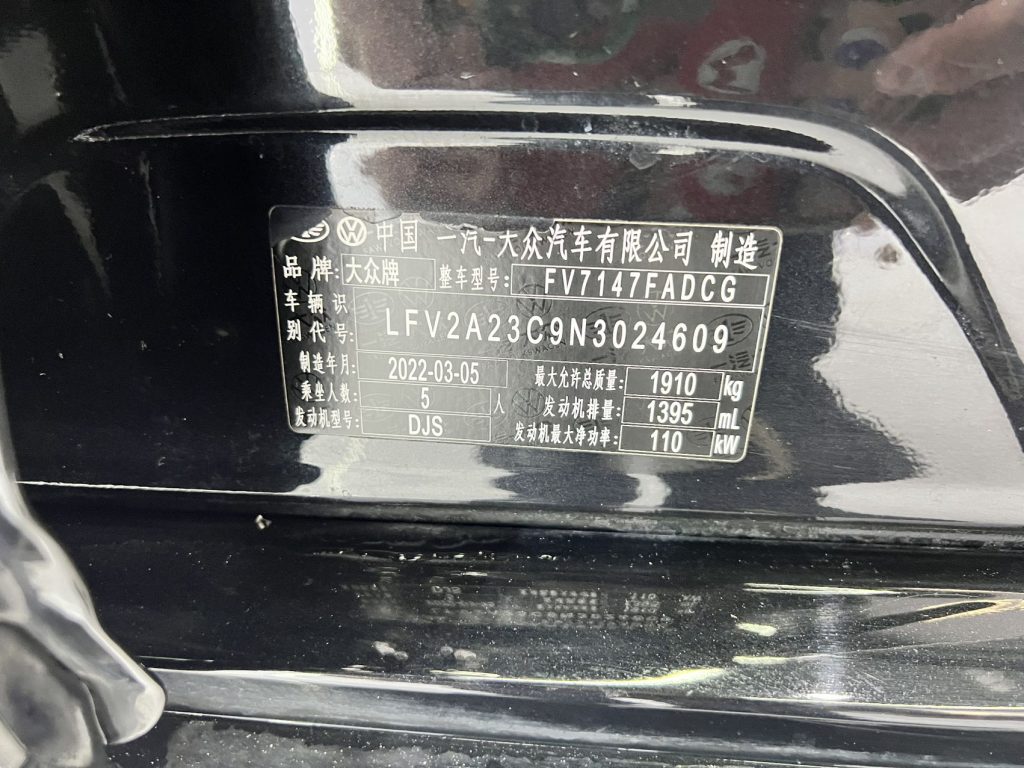 中国 一汽-大众汽车有限公司 制造
品牌: 大众牌 整车型号: FV7147FADCG
车辆识
别代号: LFV2A23C9N3024609
制造年月: 2022-03-05 最大允许总质量: 1910 kg
乘坐人数: 5 人 发动机排量: 1395 mL
发动机型号: DJS 发动机最大净功率: 110 kW